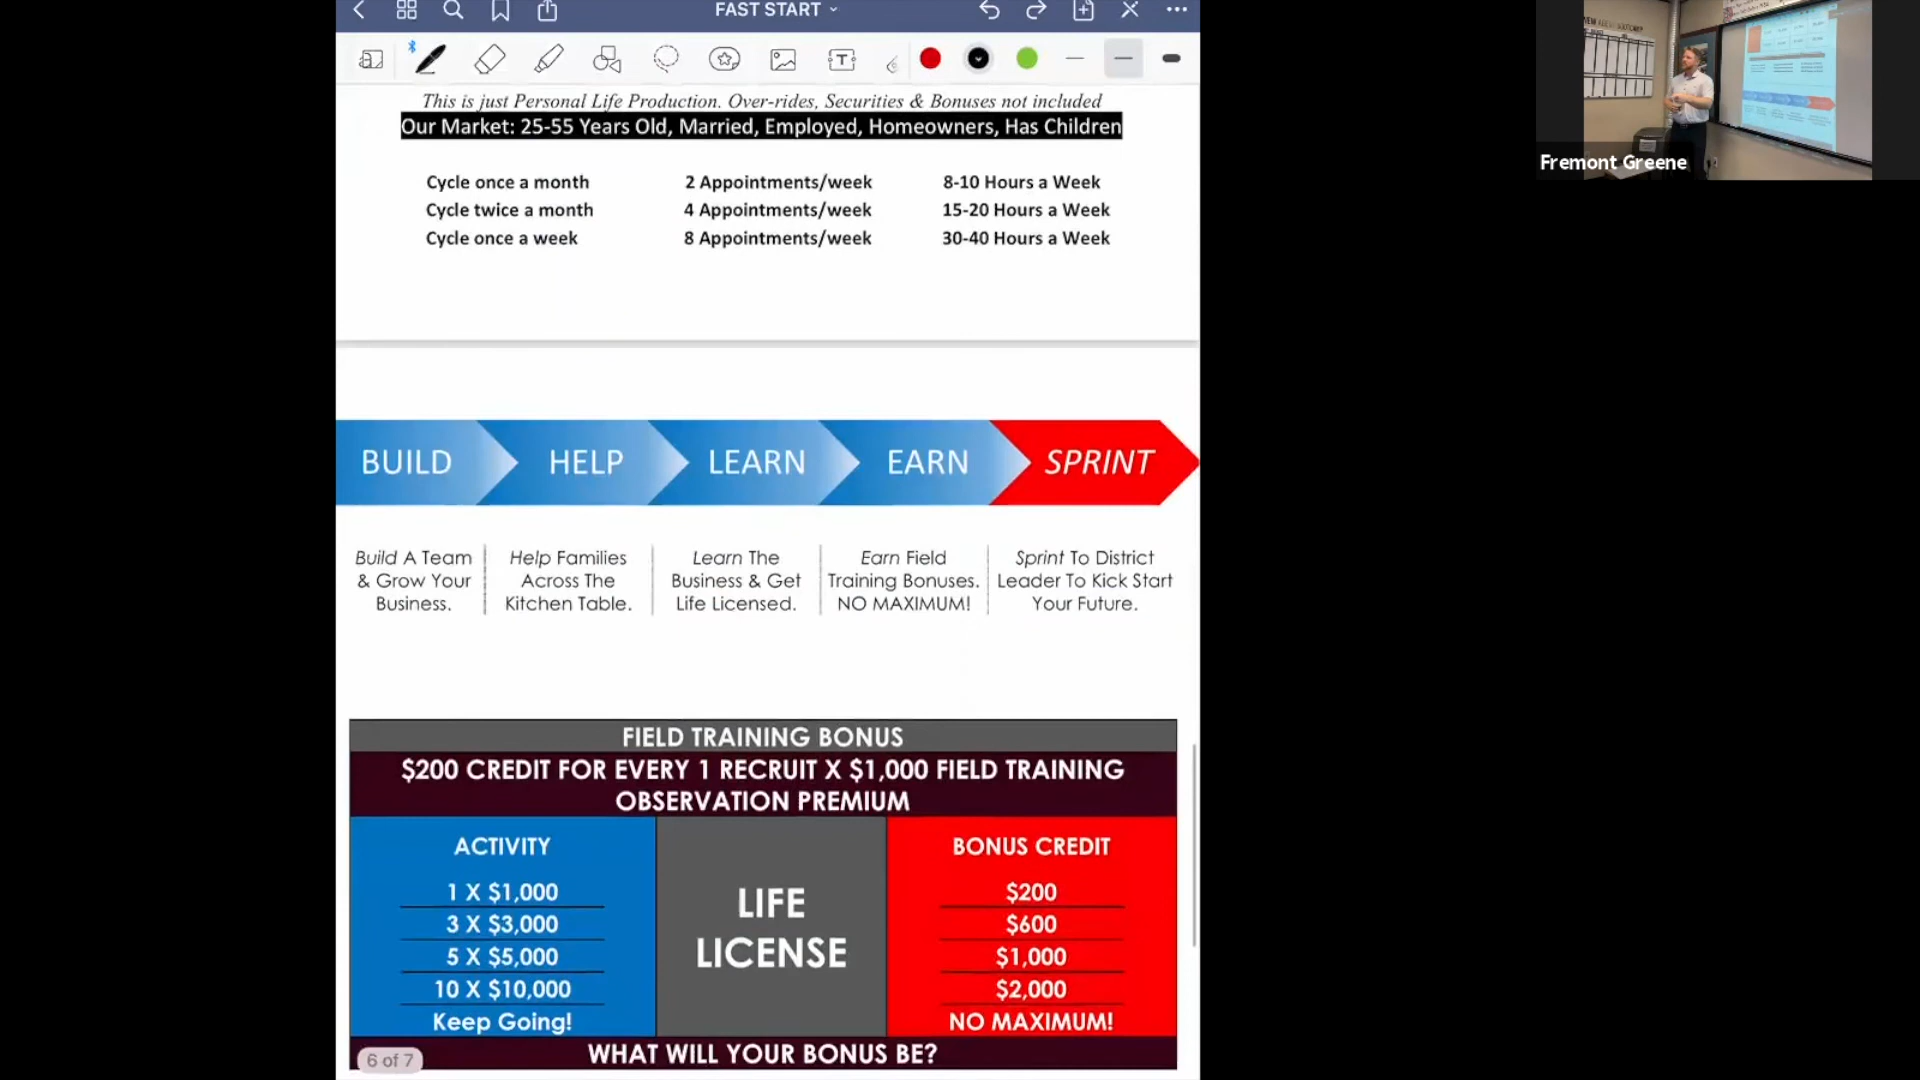 FAST START
This is just Personal Life Production. Over-rides, Securities & Bonuses not included
Our Market: 25-55 Years Old, Married, Employed, Homeowners, Has Children
Cycle once a month 2 Appointments/week 8-10 Hours a Week
Cycle twice a month 4 Appointments/week 15-20 Hours a Week
Cycle once a week 8 Appointments/week 30-40 Hours a Week
BUILD HELP LEARN EARN SPRINT
Build A Team Help Families Learn The Earn Field Sprint To District
& Grow Your Across The Business & Get Training Bonuses. Leader To Kick Start
Business. Kitchen Table. Life Licensed. NO MAXIMUM! Your Future.
FIELD TRAINING BONUS
$200 CREDIT FOR EVERY 1 RECRUIT X $1,000 FIELD TRAINING
OBSERVATION PREMIUM
ACTIVITY
1 X $1,000
3 X $3,000
5 X $5,000
10 X $10,000
Keep Going!
LIFE
LICENSE
BONUS CREDIT
$200
$600
$1,000
$2,000
NO MAXIMUM!
WHAT WILL YOUR BONUS BE?
6 of 7
Fremont Greene